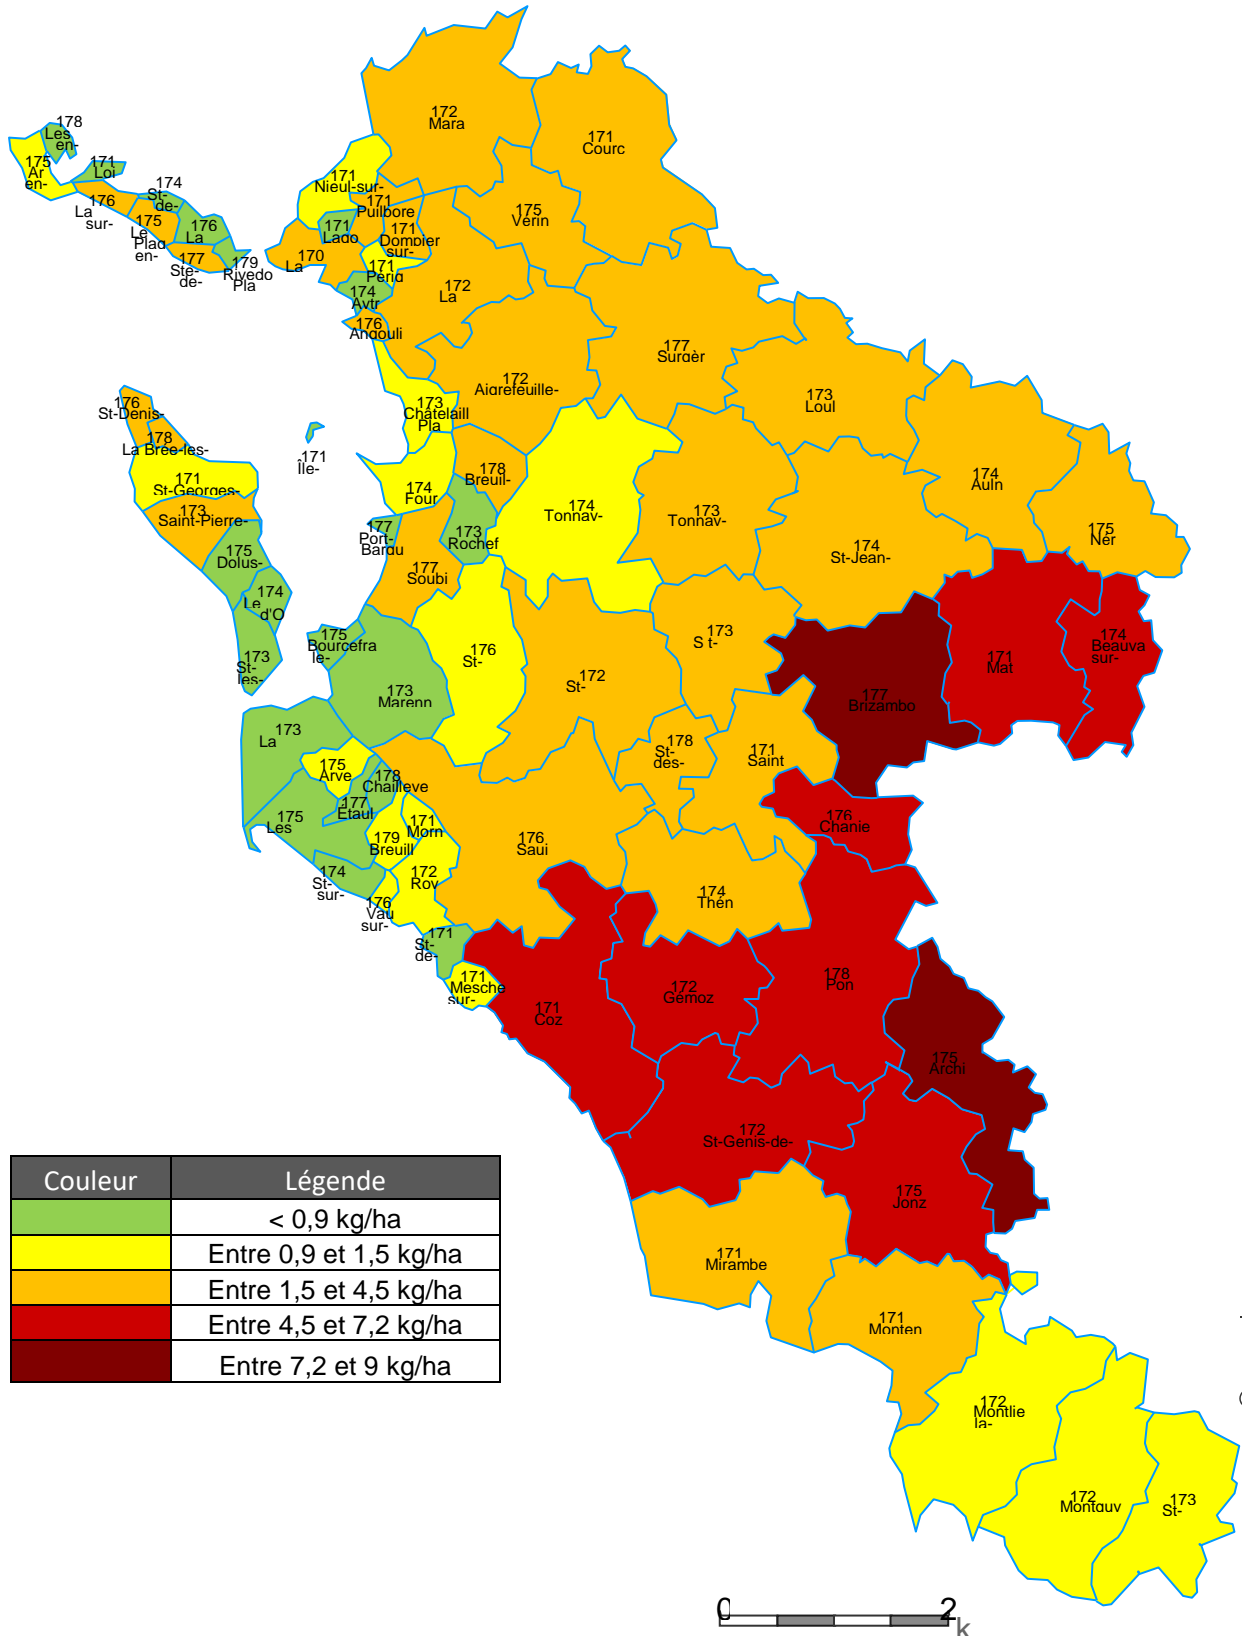 172
Mara
171
Courc
178
Les
en-
175
Ar
en-
171
Loi
174
St-
de-
176
La
sur-
175
Le
Plag
en-
176
La
177
Ste-
de-
179
Rivedo
Pla
171
Nieul-sur-
171
Puilbore
171
Lago
171
Dompier
sur-
175
Vérin
170
La
171
Périg
174
Aytr
172
La
176
Angouli
177
Surgèr
172
Aigrefeuille-
173
Loul
173
Châtelaill
Pla
176
St-Denis-
178
La Brée-les-
171
Île-
171
St-Georges-
173
Saint-Pierre-
174
Four
178
Breuil-
174
Tonnay-
173
Tonnay-
174
Auln
175
Ner
177
Port-
Barqu
173
Rochef
174
St-Jean-
175
Dolus-
177
Soubi
174
Le
d'O
175
Bourcefra
le-
173
St-
les-
176
St-
173
St-
172
St-
171
Mat
174
Beauva
sur-
173
Marenn
177
Brizambo
173
La
178
St-
des-
171
Saint
175
Arve
178
Chailleve
177
Etaul
175
Les
171
Morn
179
Breuill
176
Saui
176
Chanie
174
St-
sur-
172
Roy
176
Vau
sur-
174
Thén
171
St-
de-
171
Mesche
sur-
171
Coz
172
Gémoz
178
Pon
175
Archi
172
St-Genis-de-
175
Jonz
171
Mirambe
171
Monten
172
Montlie
la-
172
Montguy
173
St-
Couleur Légende
< 0,9 kg/ha
Entre 0,9 et 1,5 kg/ha
Entre 1,5 et 4,5 kg/ha
Entre 4,5 et 7,2 kg/ha
Entre 7,2 et 9 kg/ha
0 2
k